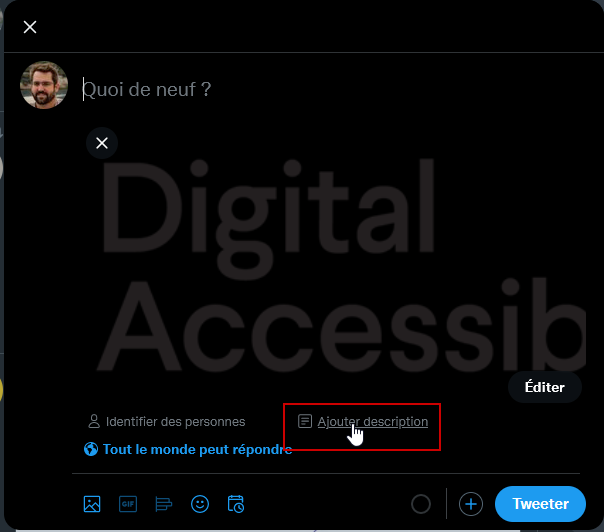 Quoi de neuf ?
Digital
Accessib
Éditer
Identifier des personnes
Ajouter description
Tout le monde peut répondre
GIF
Tweeter